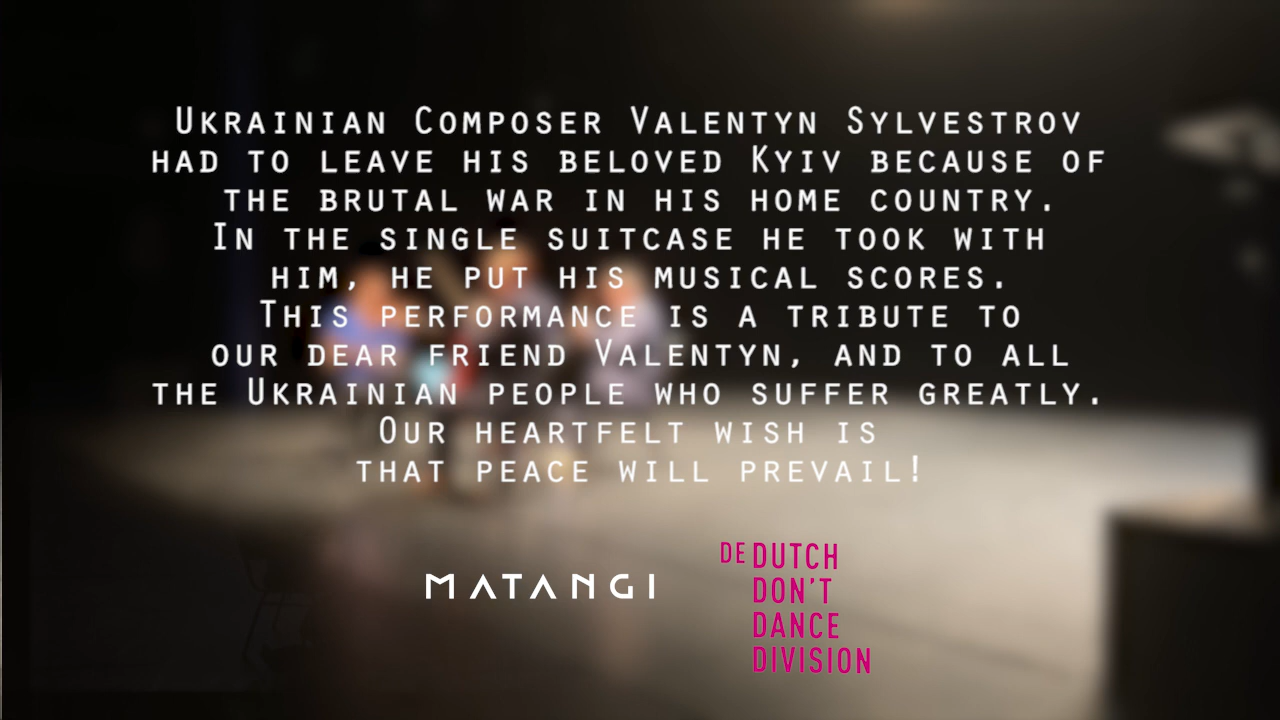 Ukrainian Composer Valentyn Sylvestrov
had to leave his beloved Kyiv because of
the brutal war in his home country.
In the single suitcase he took with
him, he put his musical scores.
This performance is a tribute to
our dear friend Valentyn, and to all
the Ukrainian people who suffer greatly.
Our heartfelt wish is
that peace will prevail!
MATANGI
DE DUTCH
DON'T
DANCE
DIVISION